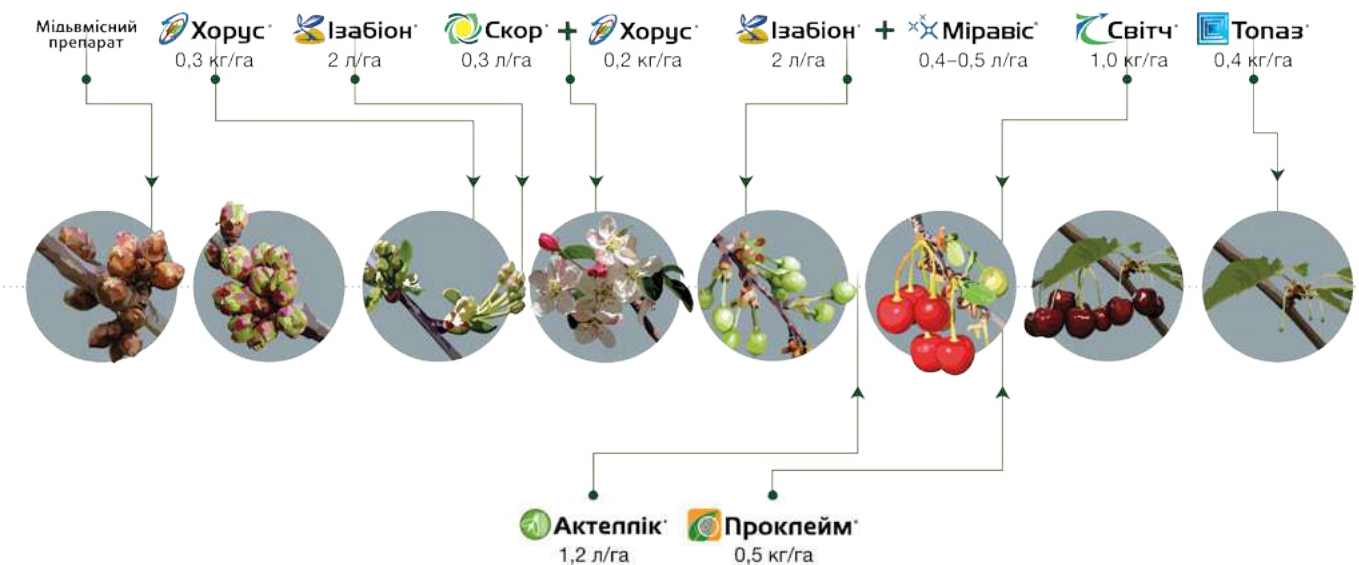 Мідьвмісний
препарат
Хорус®
0,3 кг/га
Ізабіон®
2 л/га
Скор® + Хорус®
0,3 л/га 0,2 кг/га
Ізабіон® + Міравіс®
2 л/га 0,4–0,5 л/га
Світч®
1,0 кг/га
Топаз®
0,4 кг/га
Актеллік®
1,2 л/га
Проклейм®
0,5 кг/га